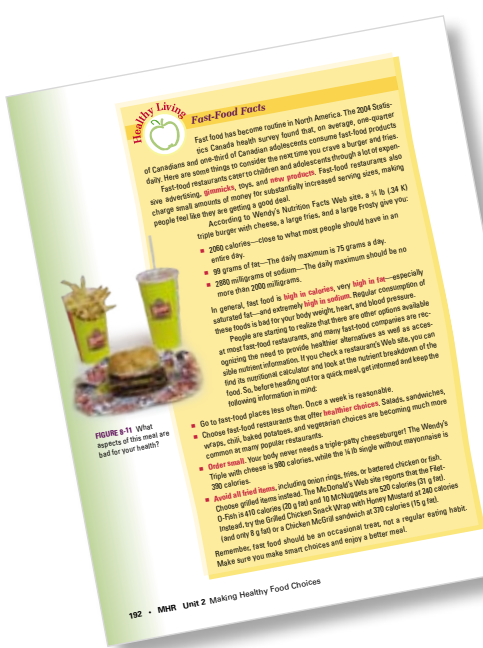 Healthy Living
Fast-Food Facts
Fast food has become routine in North America. The 2004 Statis-
tics Canada health survey found that, on average, one-quarter
of Canadians and one-third of Canadian adolescents consume fast-food products
daily. Here are some things to consider the next time you crave a burger and fries.
Fast-food restaurants cater to children and adolescents through a lot of expen-
sive advertising, gimmicks, toys, and new products. Fast-food restaurants also
charge small amounts of money for substantially increased serving sizes, making
people feel like they are getting a good deal.
According to Wendy's Nutrition Facts Web site, a ¾ lb (.34 K)
triple burger with cheese, a large fries, and a large Frosty give you:
■ 2060 calories—close to what most people should have in an
entire day.
■ 99 grams of fat—The daily maximum is 75 grams a day.
■ 2880 milligrams of sodium—The daily maximum should be no
more than 2000 milligrams.
In general, fast food is high in calories, very high in fat—especially
saturated fat—and extremely high in sodium. Regular consumption of
these foods is bad for your body weight, heart, and blood pressure.
People are starting to realize that there are other options available
at most fast-food restaurants, and many fast-food companies are rec-
ognizing the need to provide healthier alternatives as well as acces-
sible nutrient information. If you check a restaurant's Web site, you can
find its nutritional calculator and look at the nutrient breakdown of the
food. So, before heading out for a quick meal, get informed and keep the
following information in mind:
■ Go to fast-food places less often. Once a week is reasonable.
■ Choose fast-food restaurants that offer healthier choices. Salads, sandwiches,
wraps, chili, baked potatoes, and vegetarian choices are becoming much more
common at many popular restaurants.
■ Order small. Your body never needs a triple-patty cheeseburger! The Wendy's
Triple with cheese is 980 calories, while the ¼ lb single without mayonnaise is
390 calories.
■ Avoid all fried items, including onion rings, fries, or battered chicken or fish.
Choose grilled items instead. The McDonald's Web site reports that the Filet-
O-Fish is 410 calories (20 g fat) and 10 McNuggets are 520 calories (31 g fat).
Instead, try the Grilled Chicken Snack Wrap with Honey Mustard at 240 calories
(and only 8 g fat) or a Chicken McGrill sandwich at 370 calories (15 g fat).
Remember, fast food should be an occasional treat, not a regular eating habit.
Make sure you make smart choices and enjoy a better meal.
FIGURE 8-11 What
aspects of this meal are
bad for your health?
192 • MHR Unit 2 Making Healthy Food Choices